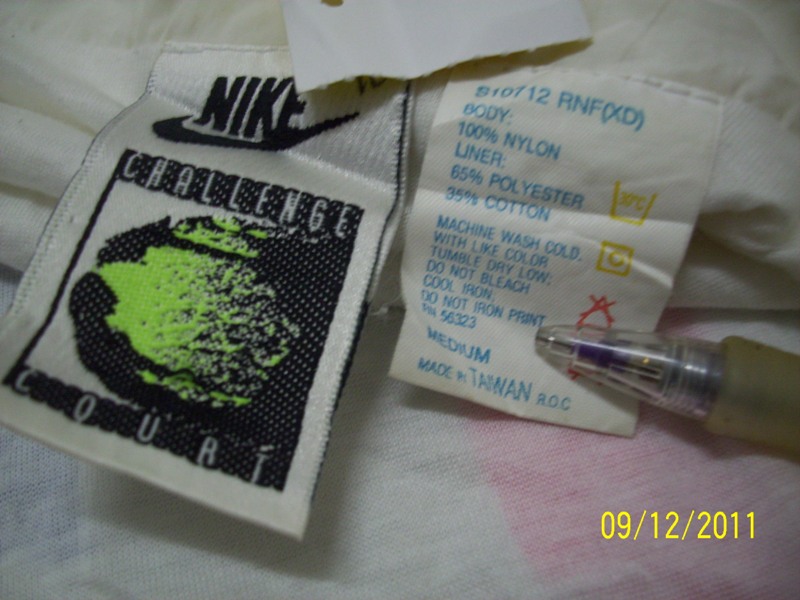 NIKE
CHALLENGE
COURT
S10712 RNF(XD)
BODY:
100% NYLON
LINER:
65% POLYESTER
35% COTTON
30°C
MACHINE WASH COLD,
WITH LIKE COLOR
TUMBLE DRY LOW;
DO NOT BLEACH
COOL IRON,
DO NOT IRON PRINT
RN 56323
MEDIUM
MADE IN TAIWAN R.O.C
09/12/2011